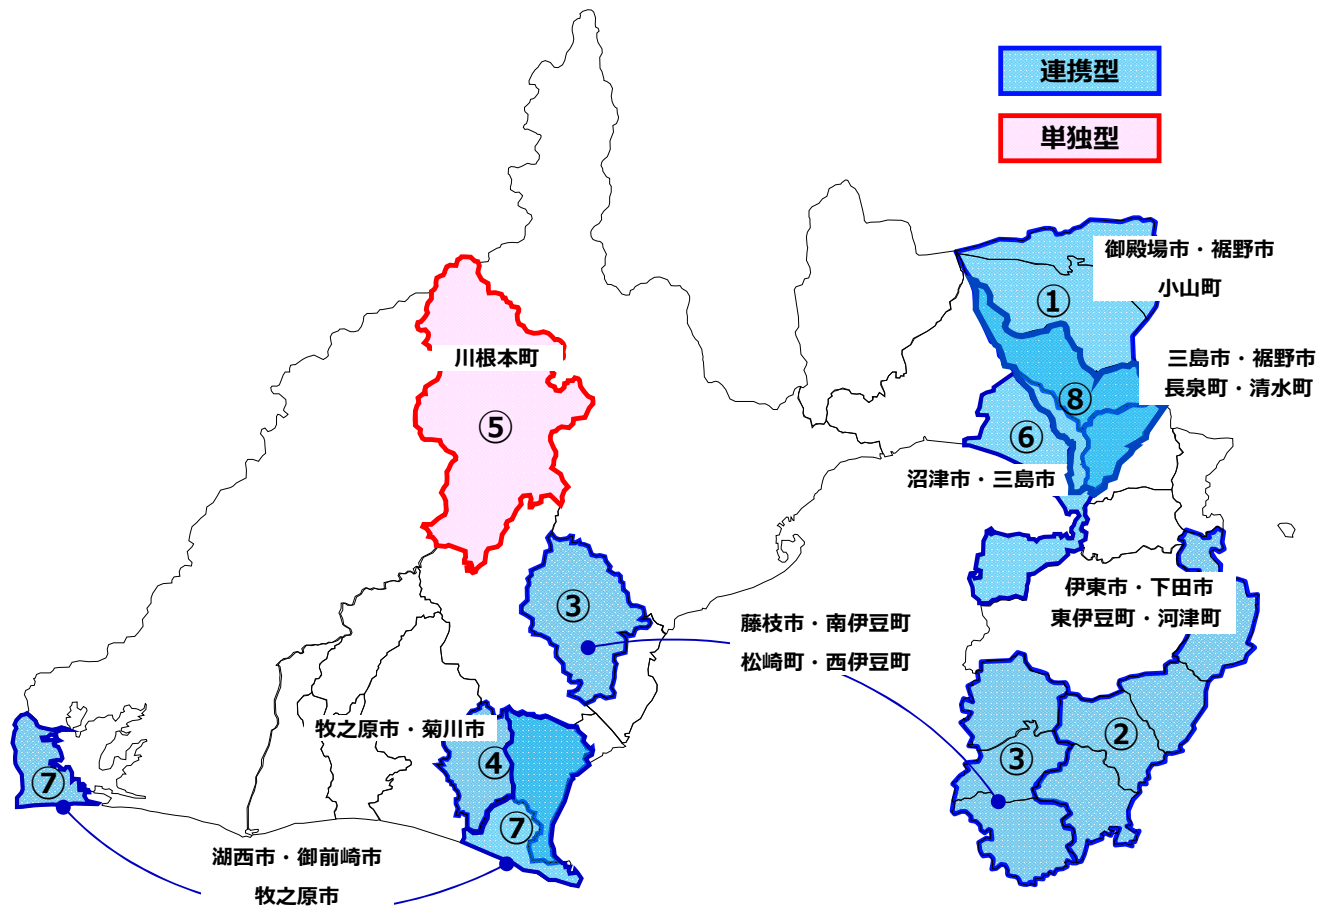 連携型
単独型
御殿場市・裾野市
小山町
①
川根本町
三島市・裾野市
長泉町・清水町
⑧
⑤
⑥
沼津市・三島市
伊東市・下田市
東伊豆町・河津町
③
藤枝市・南伊豆町
松崎町・西伊豆町
牧之原市・菊川市
②
④
③
⑦
⑦
湖西市・御前崎市
牧之原市